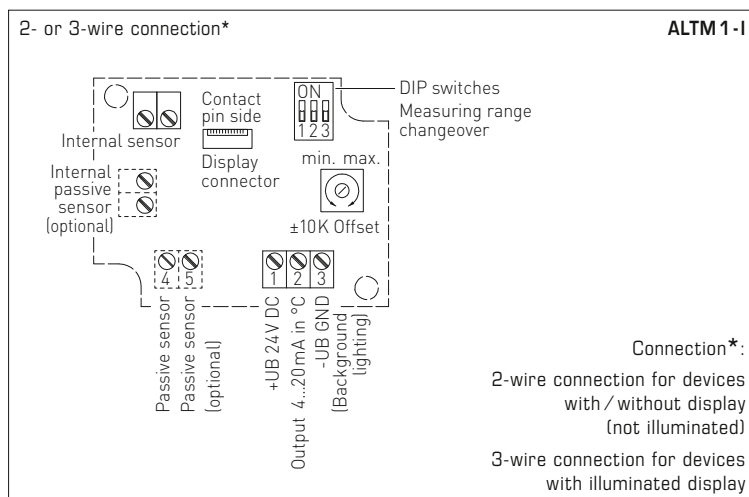 2- or 3-wire connection*
ALTM 1 - I
DIP switches
Measuring range
changeover
ON
1 2 3
Contact
pin side
Internal sensor
Display
connector
min. max.
±10K Offset
Internal
passive
sensor
(optional)
4 5
1 2 3
Passive sensor
Passive sensor
(optional)
+UB 24V DC
Output 4...20mA in °C
-UB GND
(Background
lighting)
Connection*:
2-wire connection for devices
with / without display
(not illuminated)
3-wire connection for devices
with illuminated display